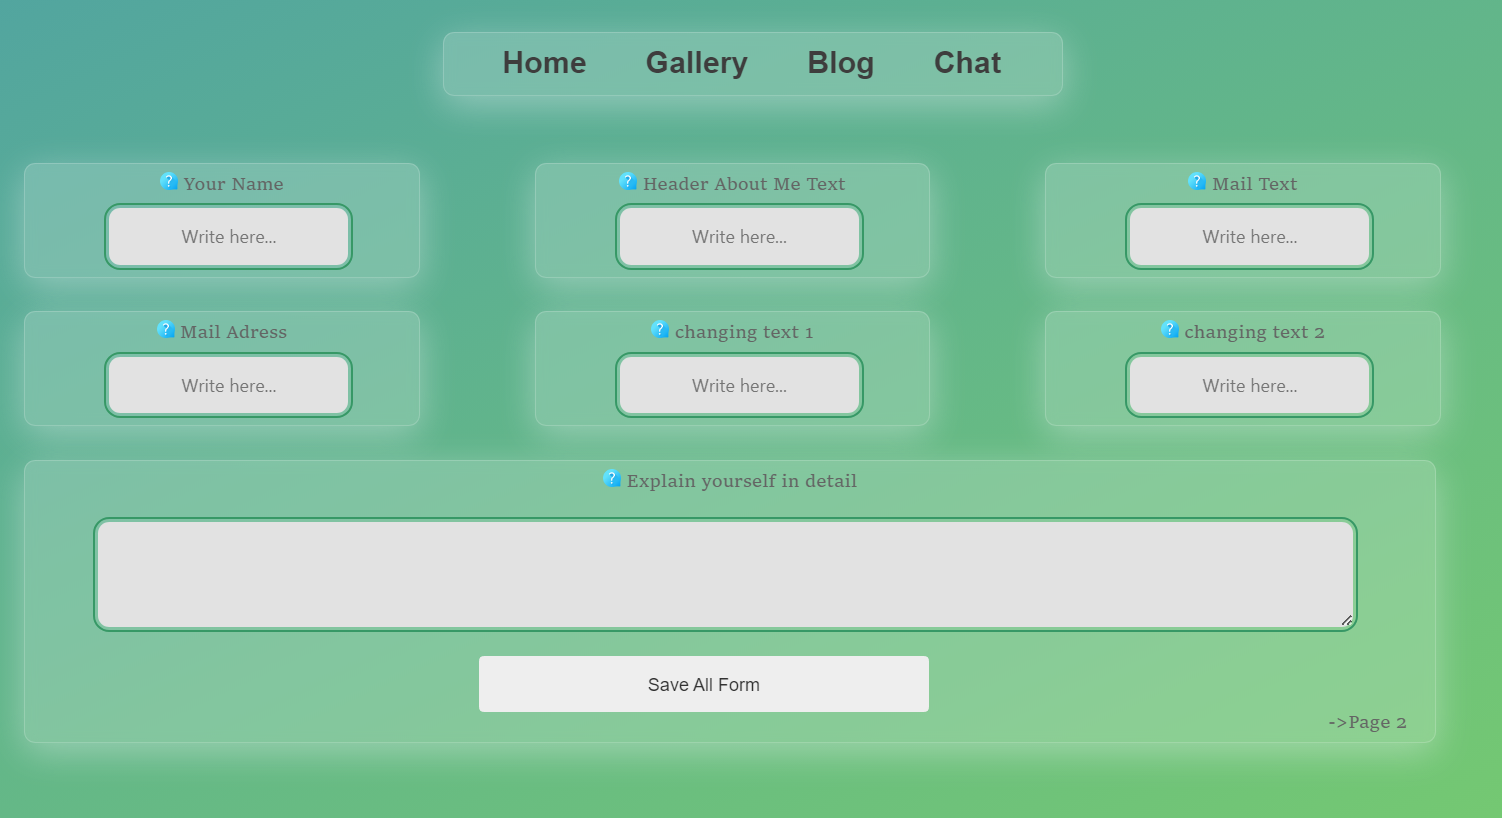 Home Gallery Blog Chat
? Your Name
? Header About Me Text
? Mail Text
Write here...
Write here...
Write here...
? Mail Adress
? changing text 1
? changing text 2
Write here...
Write here...
Write here...
? Explain yourself in detail
Save All Form
->Page 2